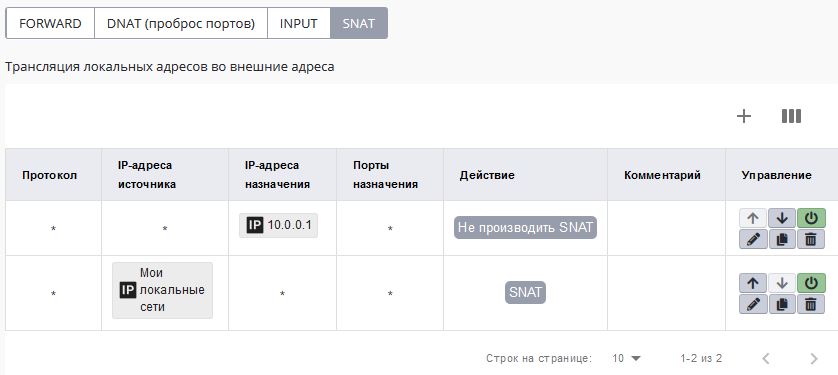 FORWARD DNAT (проброс портов) INPUT SNAT
Трансляция локальных адресов во внешние адреса
Протокол IP-адреса источника IP-адреса назначения Порты назначения Действие Комментарий Управление
* * IP 10.0.0.1 * Не производить SNAT
* IP Мои локальные сети * * SNAT
Строк на странице: 10 1-2 из 2